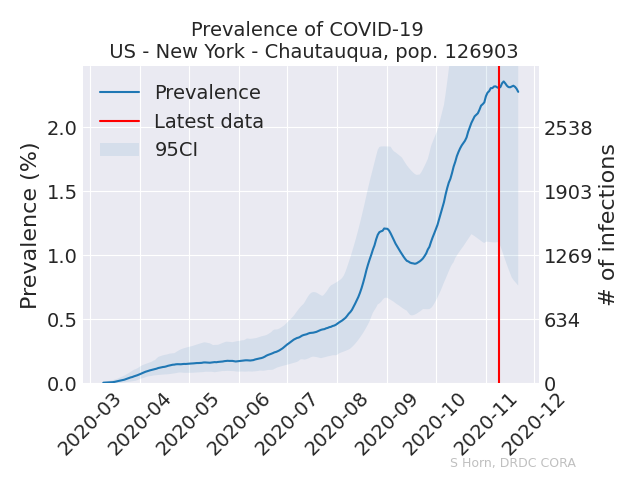 Prevalence of COVID-19
US - New York - Chautauqua, pop. 126903
Prevalence
Latest data
95CI
Prevalence (%)
2.0
1.5
1.0
0.5
0.0
# of infections
2538
1903
1269
634
0
2020-03
2020-04
2020-05
2020-06
2020-07
2020-08
2020-09
2020-10
2020-11
2020-12
S Horn, DRDC CORA